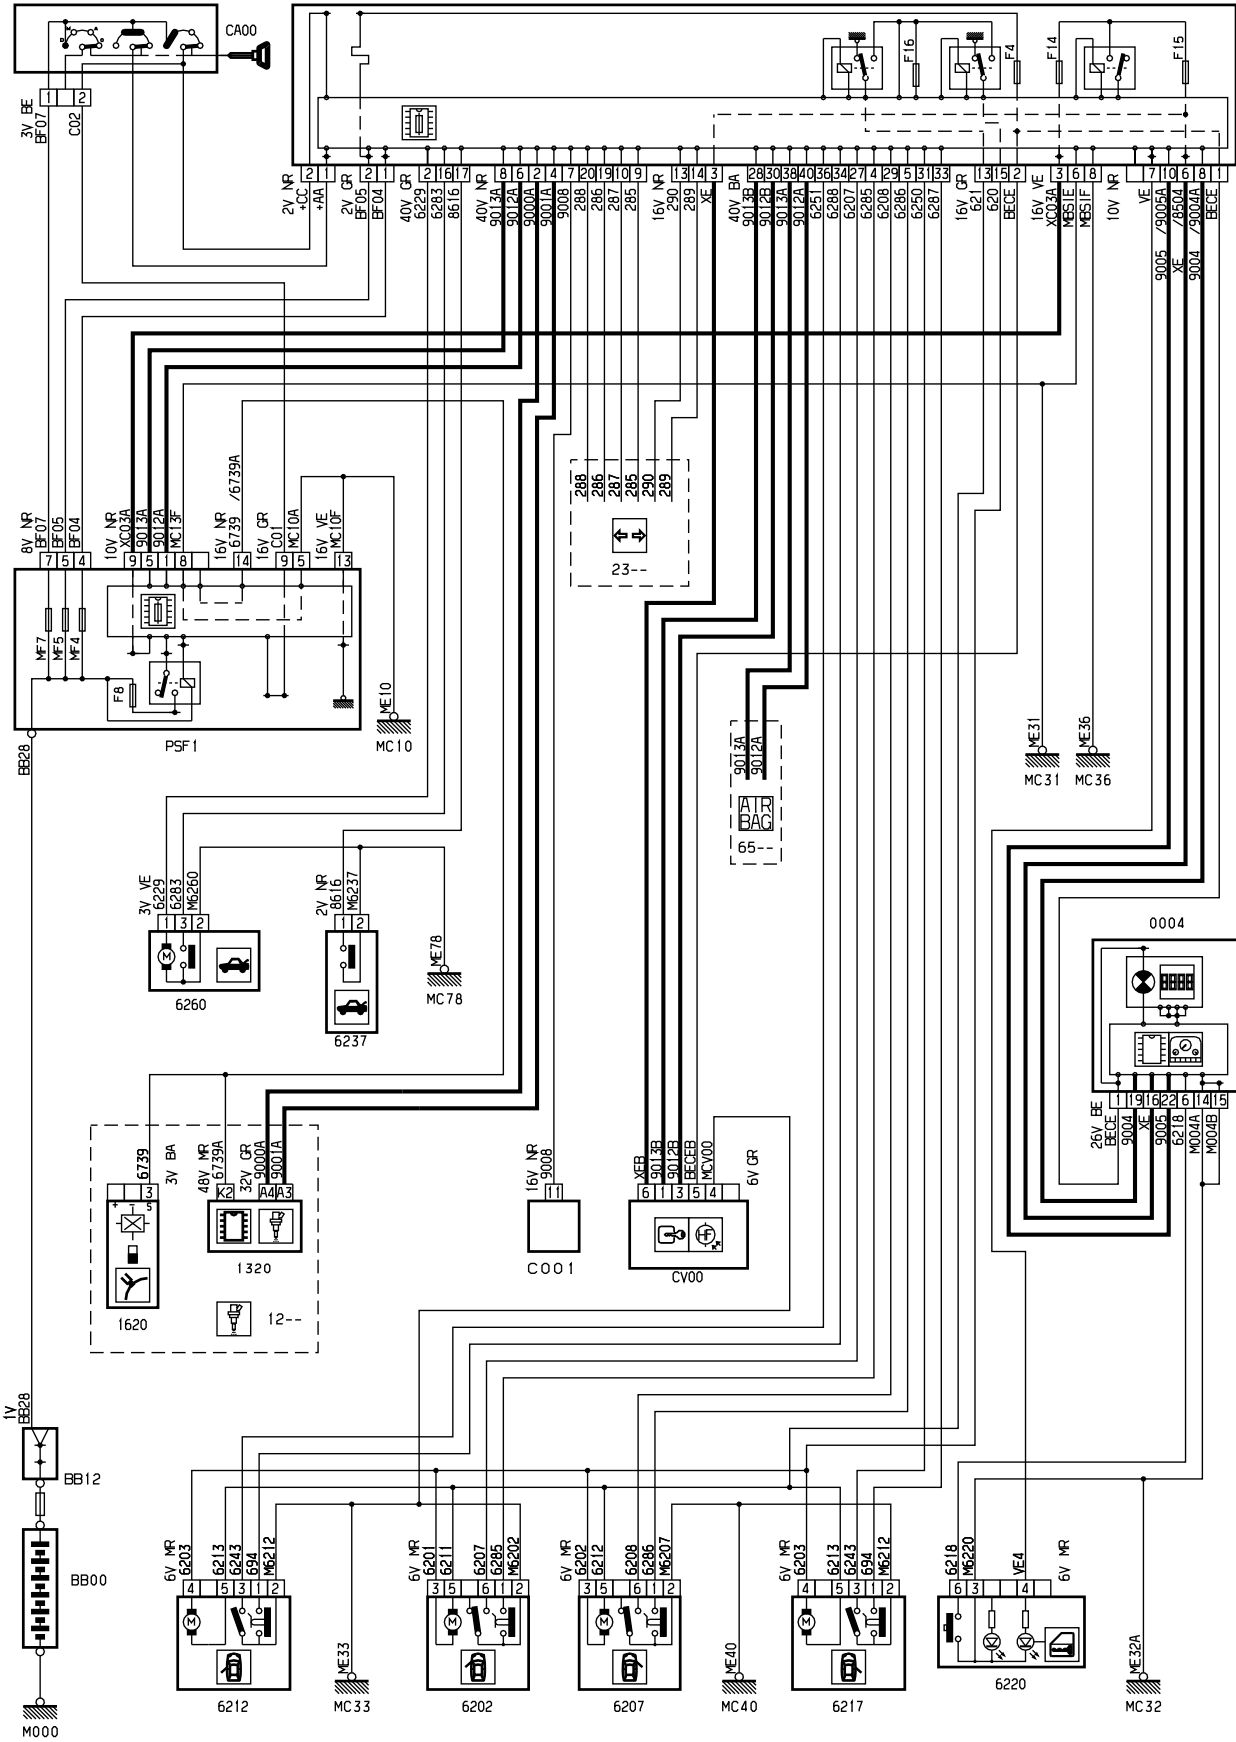 CA00
F16
F4
F14
F15
1
2
3V BE
BF07
C02
2 1
2 1
2 16 17
8 6 2 4 7 20 19 10 9
13 14 3
28 30 38 40 36 34 27 4 29 5 31 33
13 15 2
3 6 8
7 10 6 8 1
2V NR
+CC
+AA
2V GR
BF05
BF04
40V GR
6229
6283
8616
40V NR
9013A
9012A
9000A
9001A
9008
288
286
287
285
16V NR
290
289
XE
40V BA
9013B
9012B
9013A
9012A
6251
6288
6207
6285
6208
6286
6250
6287
16V GR
621
620
BECE
16V VE
XC03A
MBSIE
MBSIF
10V NR
VE
9005 /9005A
XE /8504
9004 /9004A
BECE
8V NR
BF07
BF05
BF04
10V NR
XC03A
9013A
9012A
MC13F
16V NR
6739 /6739A
16V GR
C01
MC10A
16V VE
MC10F
7 5 4
9 5 1 8
14
9 5
13
MF7
MF5
MF4
F8
PSF1
BB28
ME10
MC10
288
286
287
285
290
289
23--
9013A
9012A
AIR
BAG
65--
ME31
MC31
ME36
MC36
3V VE
6229
6283
M6260
1 3 2
M
6260
2V NR
8616
M6237
1 2
6237
ME78
MC78
0004
1 19 16 22 6 14 15
26V BE
BECE
9004
XE
9005
6218
M004A
M004B
6739
3V BA
3
+ - S
1620
48V MR
6739A
32V GR
9000A
9001A
K2
A4 A3
1320
12--
16V NR
9008
11
C001
XEB
9013B
9012B
BECEB
MCV00
6V GR
6 1 3 5 4
HF
CV00
1V
BB28
BB12
BB00
M000
6V MR
6203
6213
6243
694
M6212
4 5 3 1 2
M
6212
ME33
MC33
6V MR
6201
6211
6207
6285
M6202
3 5 6 1 2
M
6202
6V MR
6202
6212
6208
6286
M6207
3 5 6 1 2
M
6207
ME40
MC40
6V MR
6203
6213
6243
694
M6212
4 5 3 1 2
M
6217
6218
M6220
VE4
6V MR
6 3 4
6220
ME32A
MC32